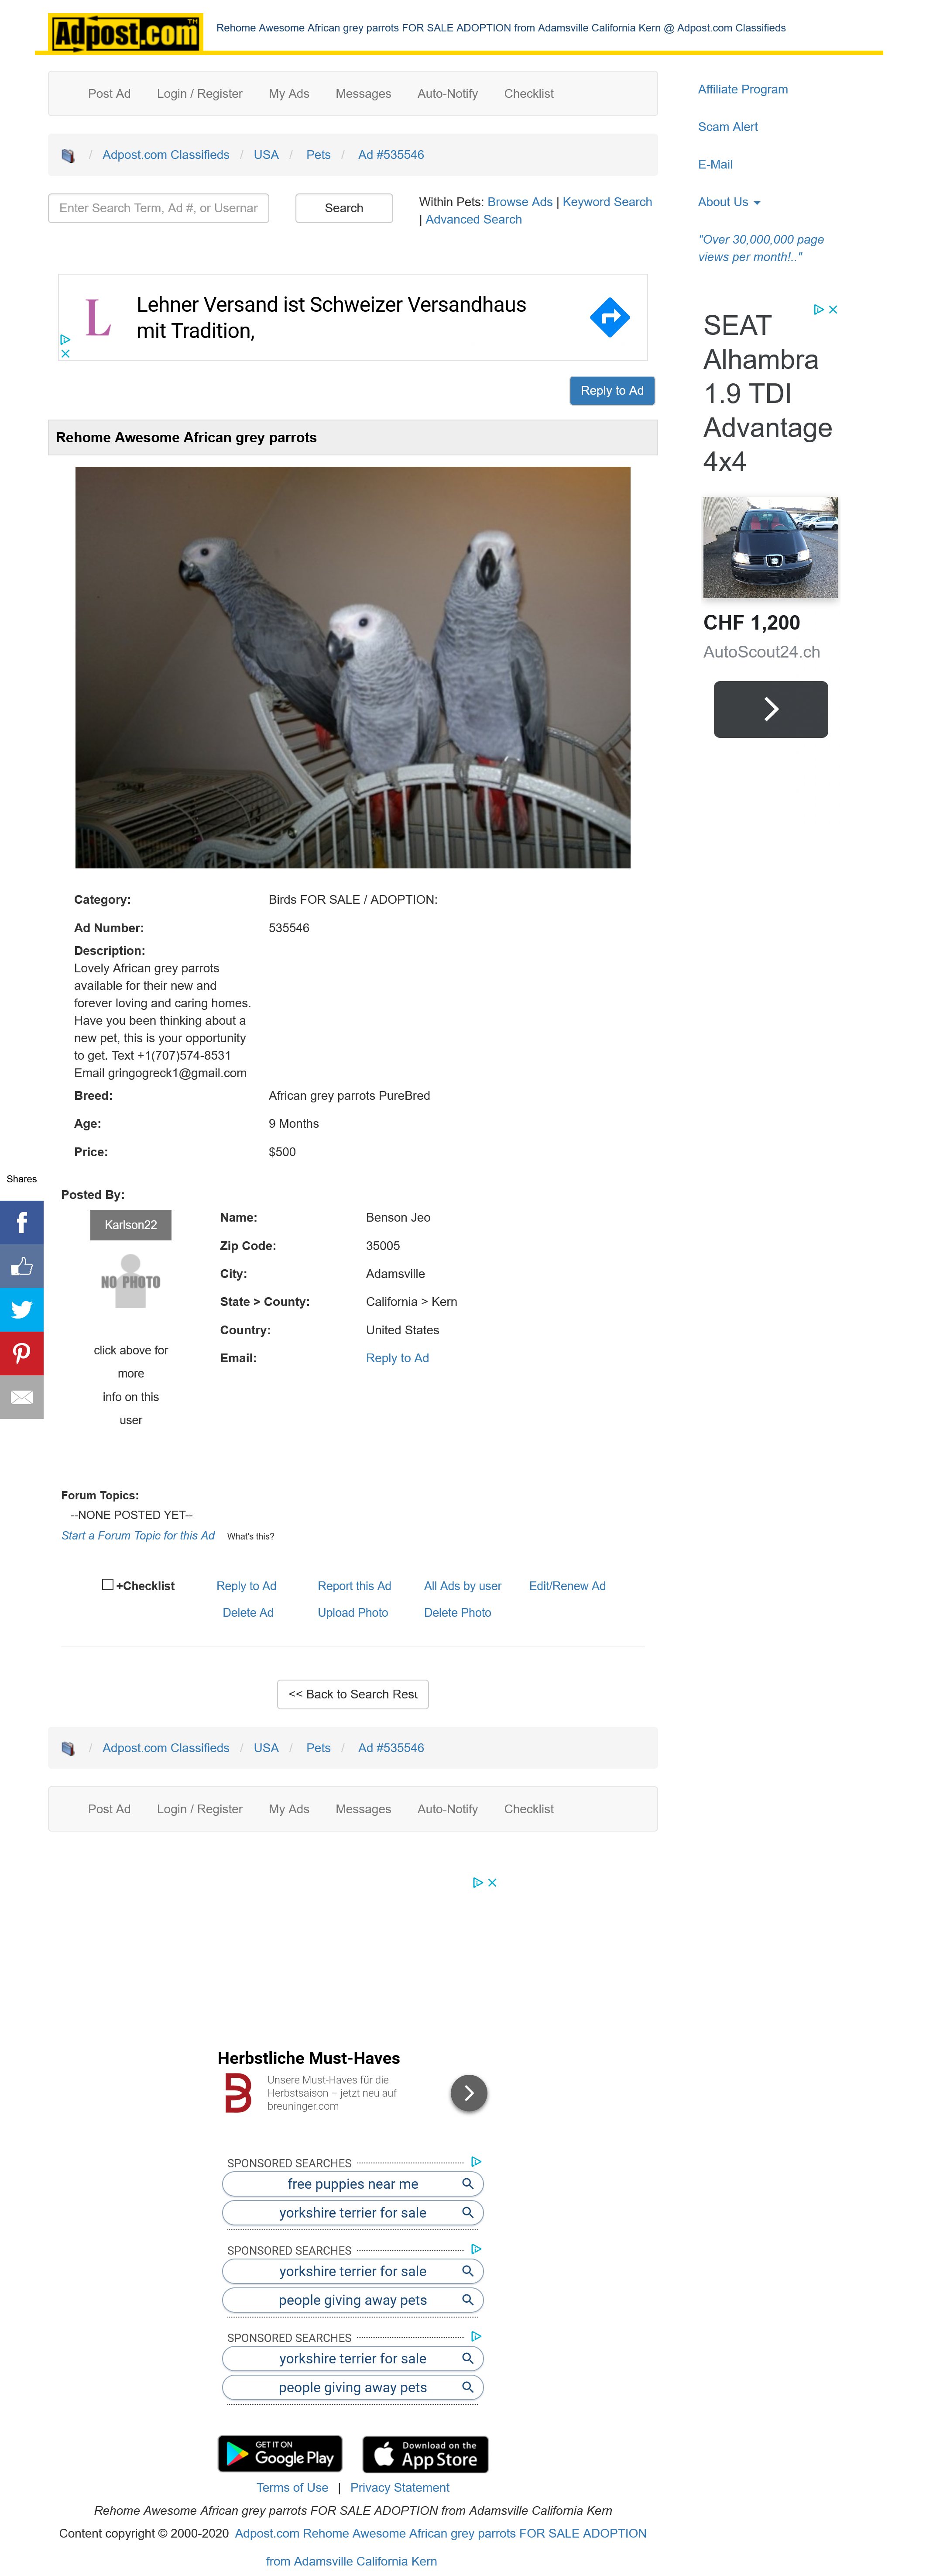 Adpost.com TM
Rehome Awesome African grey parrots FOR SALE ADOPTION from Adamsville California Kern @ Adpost.com Classifieds
Post Ad Login / Register My Ads Messages Auto-Notify Checklist
Affiliate Program
Scam Alert
E-Mail
About Us
"Over 30,000,000 page
views per month!.."
/ Adpost.com Classifieds / USA / Pets / Ad #535546
Enter Search Term, Ad #, or Usernar
Search
Within Pets: Browse Ads | Keyword Search
| Advanced Search
L
Lehner Versand ist Schweizer Versandhaus
mit Tradition,
SEAT
Alhambra
1.9 TDI
Advantage
4x4
CHF 1,200
AutoScout24.ch
Reply to Ad
Rehome Awesome African grey parrots
Category: Birds FOR SALE / ADOPTION:
Ad Number: 535546
Description:
Lovely African grey parrots
available for their new and
forever loving and caring homes.
Have you been thinking about a
new pet, this is your opportunity
to get. Text +1(707)574-8531
Email gringogreck1@gmail.com
Breed: African grey parrots PureBred
Age: 9 Months
Price: $500
Shares
Posted By:
Karlson22
NO PHOTO
click above for
more
info on this
user
Name: Benson Jeo
Zip Code: 35005
City: Adamsville
State > County: California > Kern
Country: United States
Email: Reply to Ad
Forum Topics:
--NONE POSTED YET--
Start a Forum Topic for this Ad What's this?
+Checklist Reply to Ad Report this Ad All Ads by user Edit/Renew Ad
Delete Ad Upload Photo Delete Photo
<< Back to Search Resu
/ Adpost.com Classifieds / USA / Pets / Ad #535546
Post Ad Login / Register My Ads Messages Auto-Notify Checklist
Herbstliche Must-Haves
B
Unsere Must-Haves für die
Herbstsaison – jetzt neu auf
breuninger.com
SPONSORED SEARCHES
free puppies near me
yorkshire terrier for sale
SPONSORED SEARCHES
yorkshire terrier for sale
people giving away pets
SPONSORED SEARCHES
yorkshire terrier for sale
people giving away pets
GET IT ON
Google Play
Download on the
App Store
Terms of Use | Privacy Statement
Rehome Awesome African grey parrots FOR SALE ADOPTION from Adamsville California Kern
Content copyright © 2000-2020 Adpost.com Rehome Awesome African grey parrots FOR SALE ADOPTION
from Adamsville California Kern